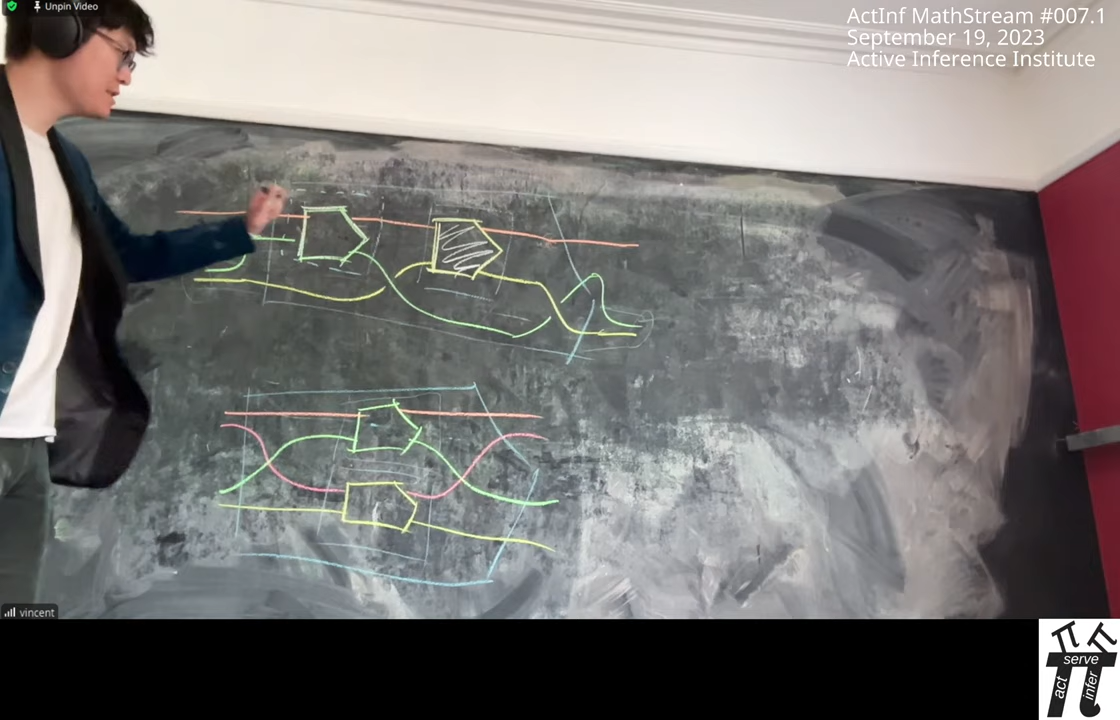 Unpin Video
ActInf MathStream #007.1
September 19, 2023
Active Inference Institute
vincent
serve
act
infer